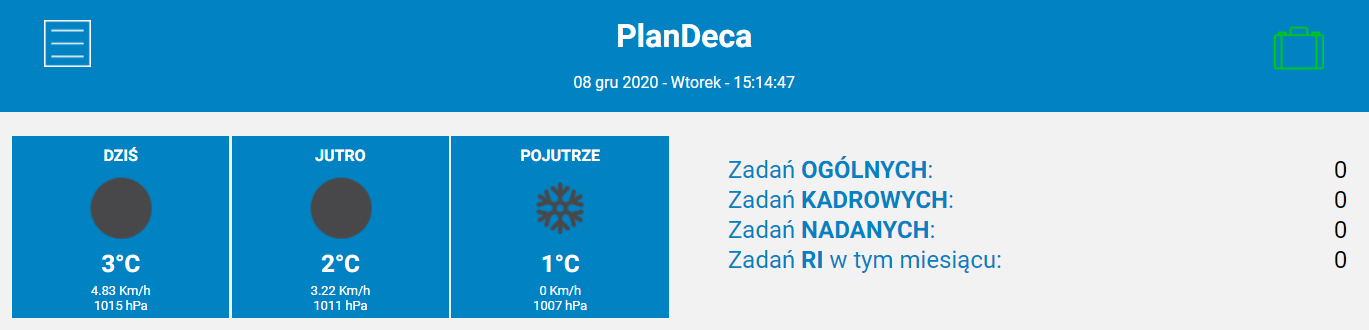 PlanDeca
08 gru 2020 - Wtorek - 15:14:47
DZIŚ
3°C
4.83 Km/h
1015 hPa
JUTRO
2°C
3.22 Km/h
1011 hPa
POJUTRZE
1°C
0 Km/h
1007 hPa
Zadań OGÓLNYCH: 0
Zadań KADROWYCH: 0
Zadań NADANYCH: 0
Zadań RI w tym miesiącu: 0